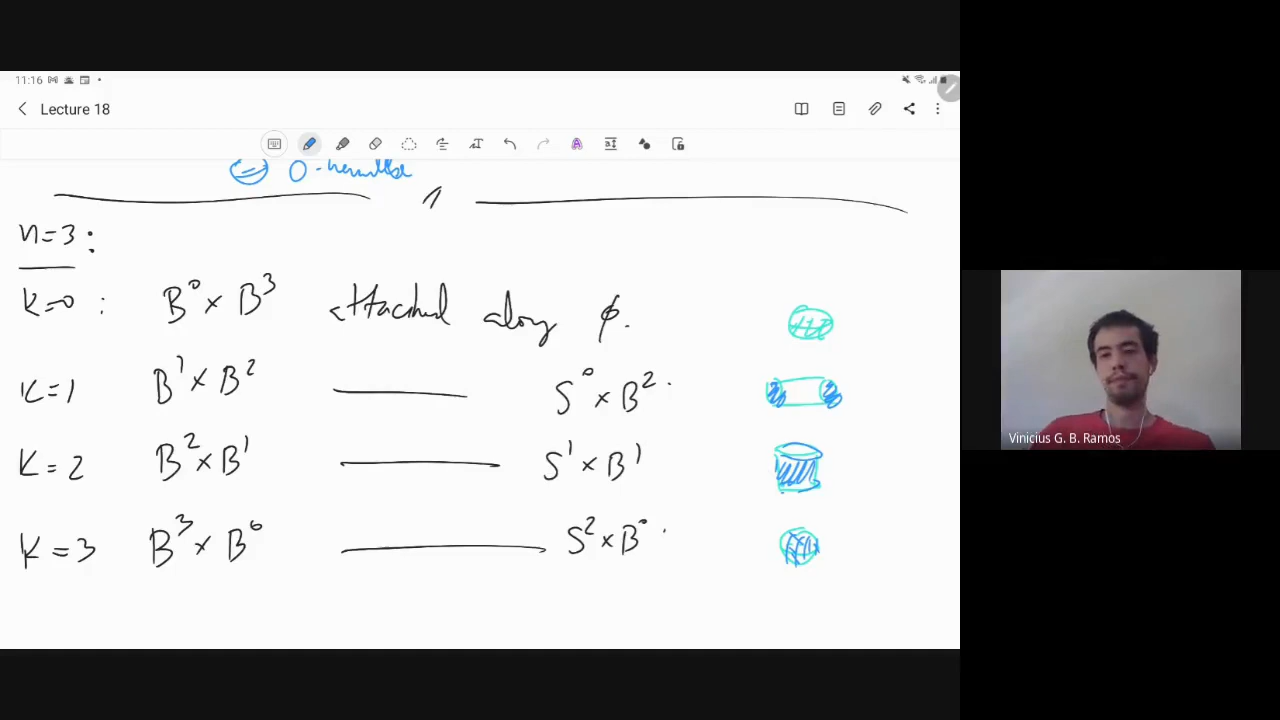 11:16
Lecture 18
0-handle
n=3:
k=0: B⁰ × B³ attached along ϕ.
k=1 B¹ × B² ——— S⁰ × B².
k=2 B² × B¹ ——— S¹ × B¹
k=3 B³ × B⁰ ——— S² × B⁰.
Vinicius G. B. Ramos